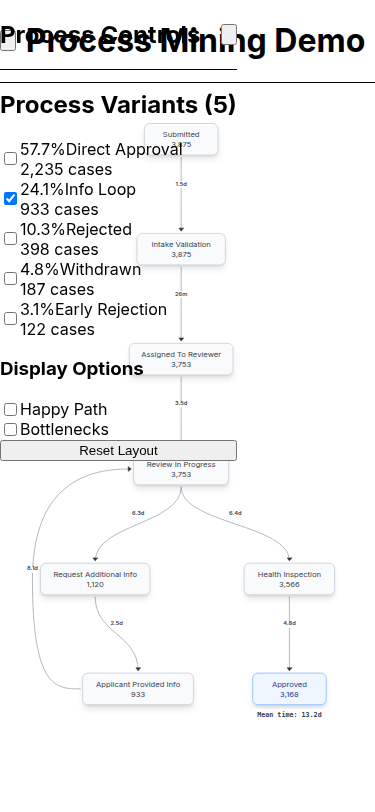 Process Controls
Process Mining Demo
Process Variants (5)
Submitted
3,875
57.7%Direct Approval
2,235 cases
24.1%Info Loop
933 cases
10.3%Rejected
398 cases
4.8%Withdrawn
187 cases
3.1%Early Rejection
122 cases
1.5d
Intake Validation
3,875
26m
Assigned To Reviewer
3,753
Display Options
3.5d
Happy Path
Bottlenecks
Reset Layout
Review In Progress
3,753
6.3d
6.4d
8.1d
Request Additional Info
1,120
Health Inspection
3,566
2.5d
4.8d
Applicant Provided Info
933
Approved
3,168
Mean time: 13.2d